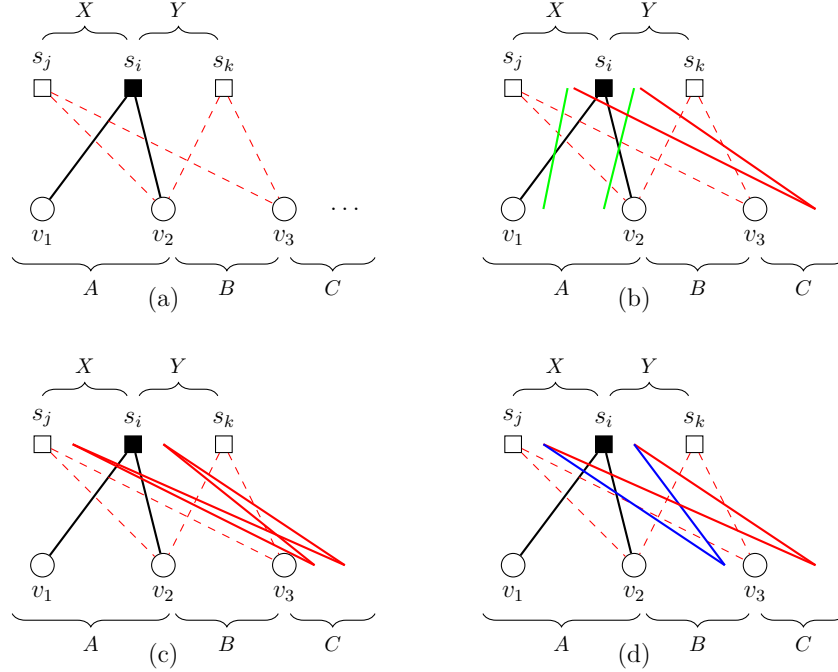 X Y
s_j s_i s_k
v_1 v_2 v_3 ...
A B C
(a)
X Y
s_j s_i s_k
v_1 v_2 v_3
A B C
(b)
X Y
s_j s_i s_k
v_1 v_2 v_3
A B C
(c)
X Y
s_j s_i s_k
v_1 v_2 v_3
A B C
(d)